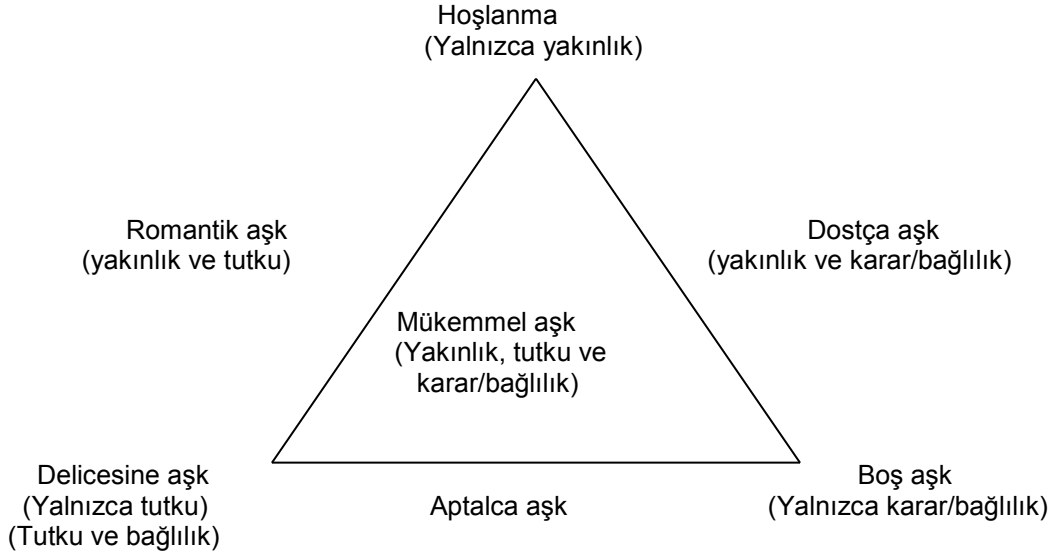 Hoşlanma
(Yalnızca yakınlık)
Romantik aşk
(yakınlık ve tutku)
Dostça aşk
(yakınlık ve karar/bağlılık)
Mükemmel aşk
(Yakınlık, tutku ve
karar/bağlılık)
Delicesine aşk
(Yalnızca tutku)
(Tutku ve bağlılık)
Aptalca aşk
Boş aşk
(Yalnızca karar/bağlılık)